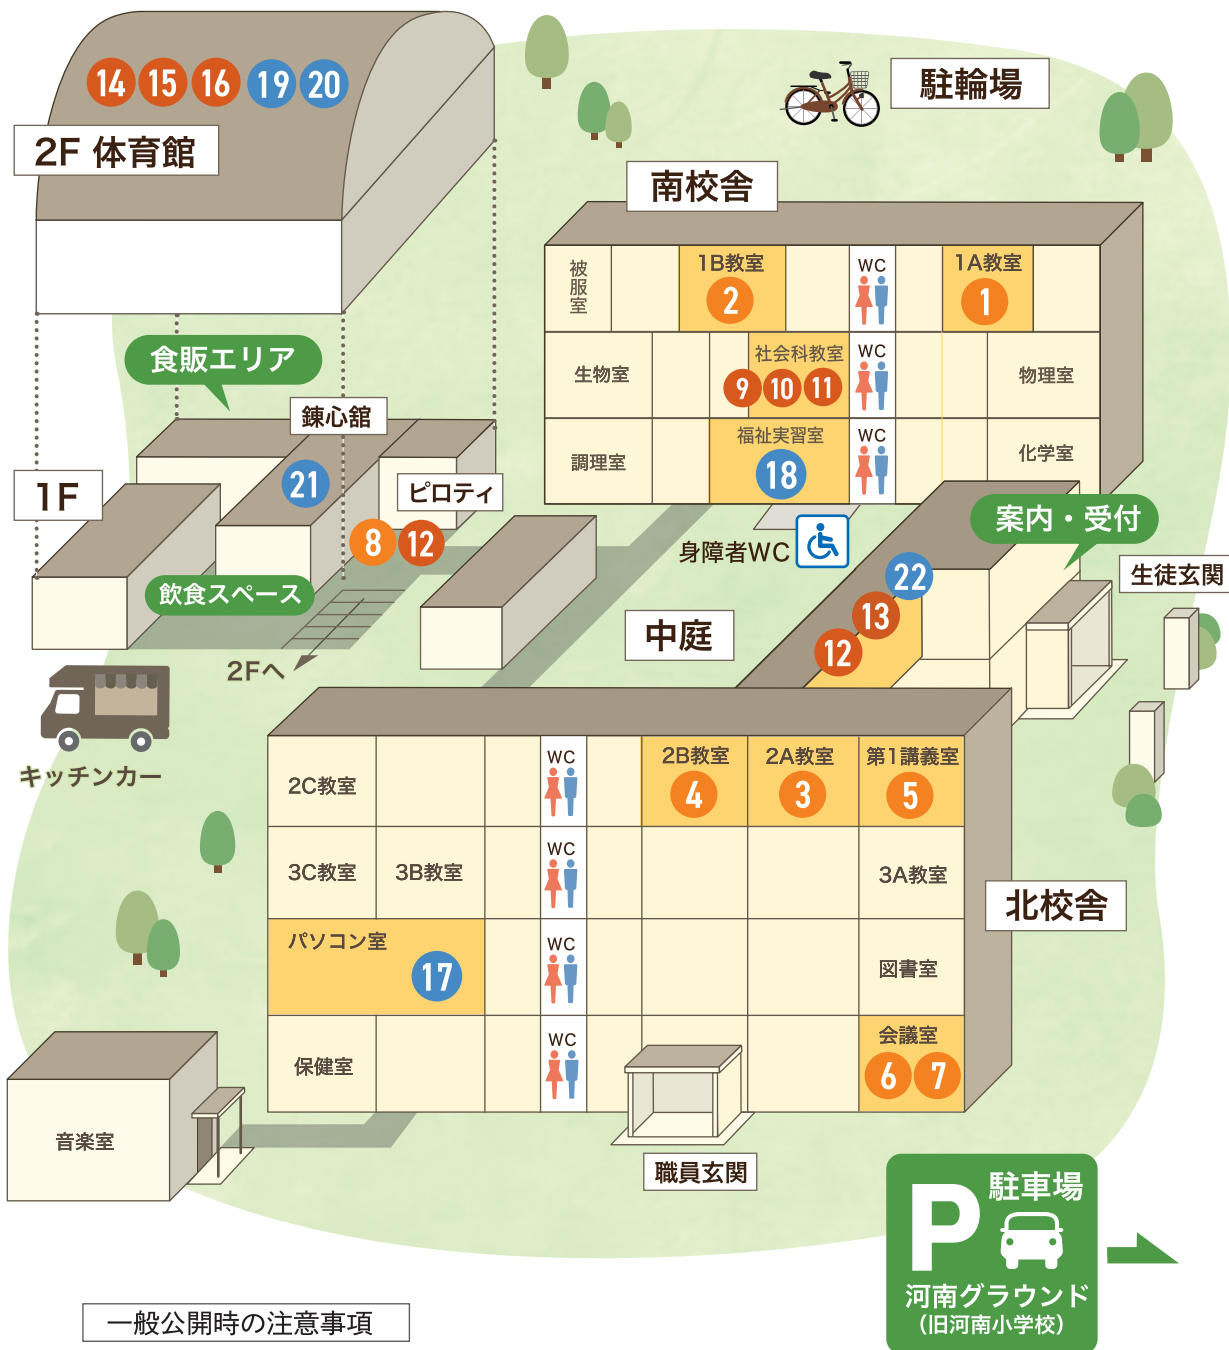 14 15 16 19 20
2F 体育館
駐輪場
南校舎
被服室
1B教室
2
WC
1A教室
1
生物室
社会科教室
9 10 11
WC
物理室
調理室
福祉実習室
18
WC
化学室
食販エリア
錬心舘
21
1F
ピロティ
8 12
飲食スペース
2Fへ
キッチンカー
身障者WC
案内・受付
生徒玄関
22
13
12
中庭
2C教室
WC
2B教室
4
2A教室
3
第1講義室
5
3C教室
3B教室
WC
3A教室
北校舎
パソコン室
17
WC
図書室
保健室
WC
会議室
6 7
音楽室
職員玄関
P 駐車場
河南グラウンド
(旧河南小学校)
一般公開時の注意事項